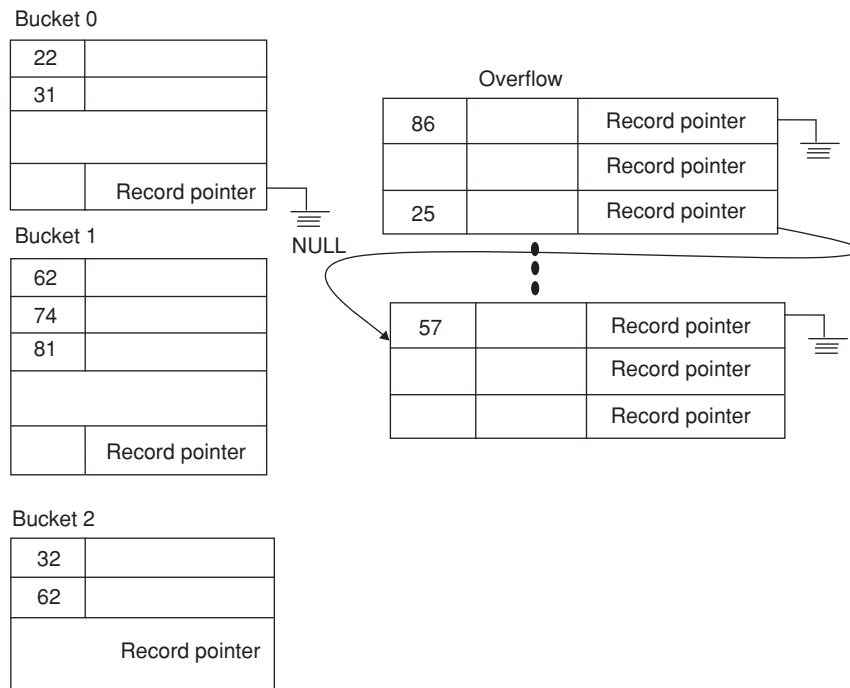 Bucket 0
22
31
Record pointer
NULL
Bucket 1
62
74
81
Record pointer
Bucket 2
32
62
Record pointer
Overflow
86 Record pointer
Record pointer
25 Record pointer
57 Record pointer
Record pointer
Record pointer